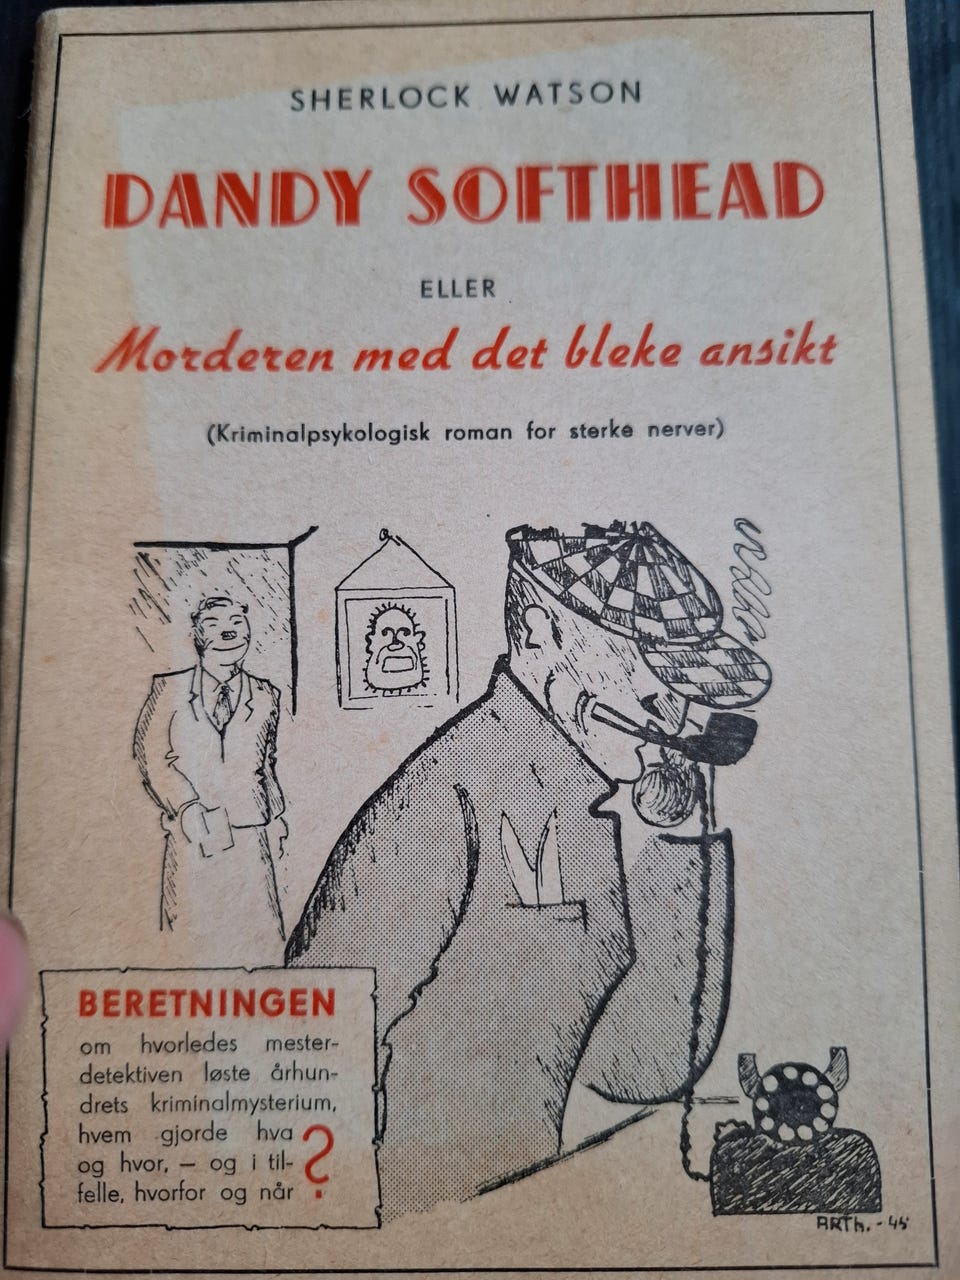 SHERLOCK WATSON
DANDY SOFTHEAD
ELLER
Morderen med det bleke ansikt
(Kriminalpsykologisk roman for sterke nerver)
BERETNINGEN
om hvorledes mester-
detektiven løste århun-
drets kriminalmysterium,
hvem gjorde hva
og hvor, — og i til-
felle, hvorfor og når ?
ARTh.-45